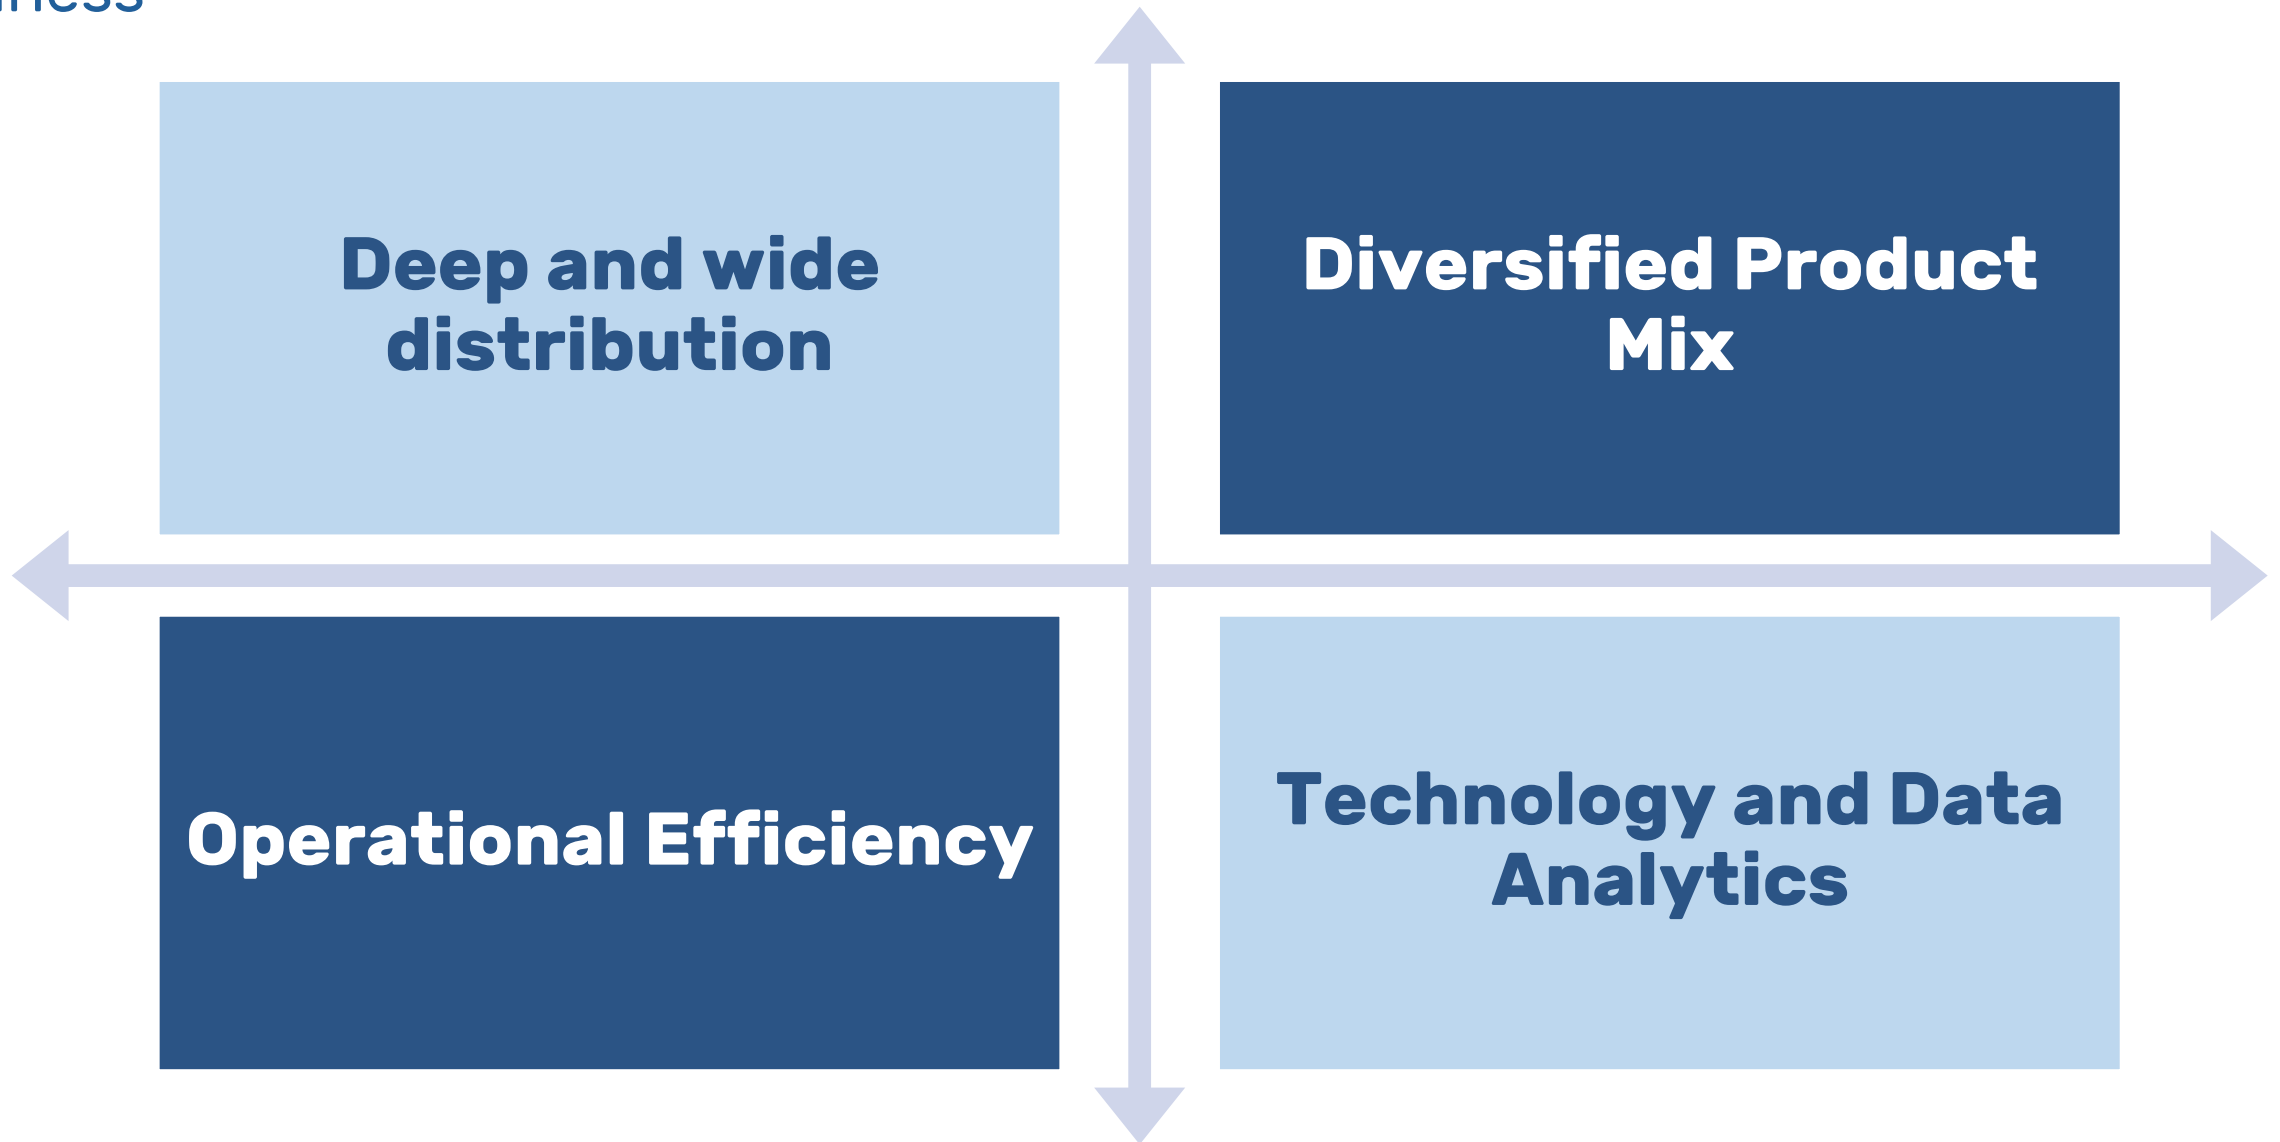 Deep and wide
distribution
Diversified Product
Mix
Operational Efficiency
Technology and Data
Analytics